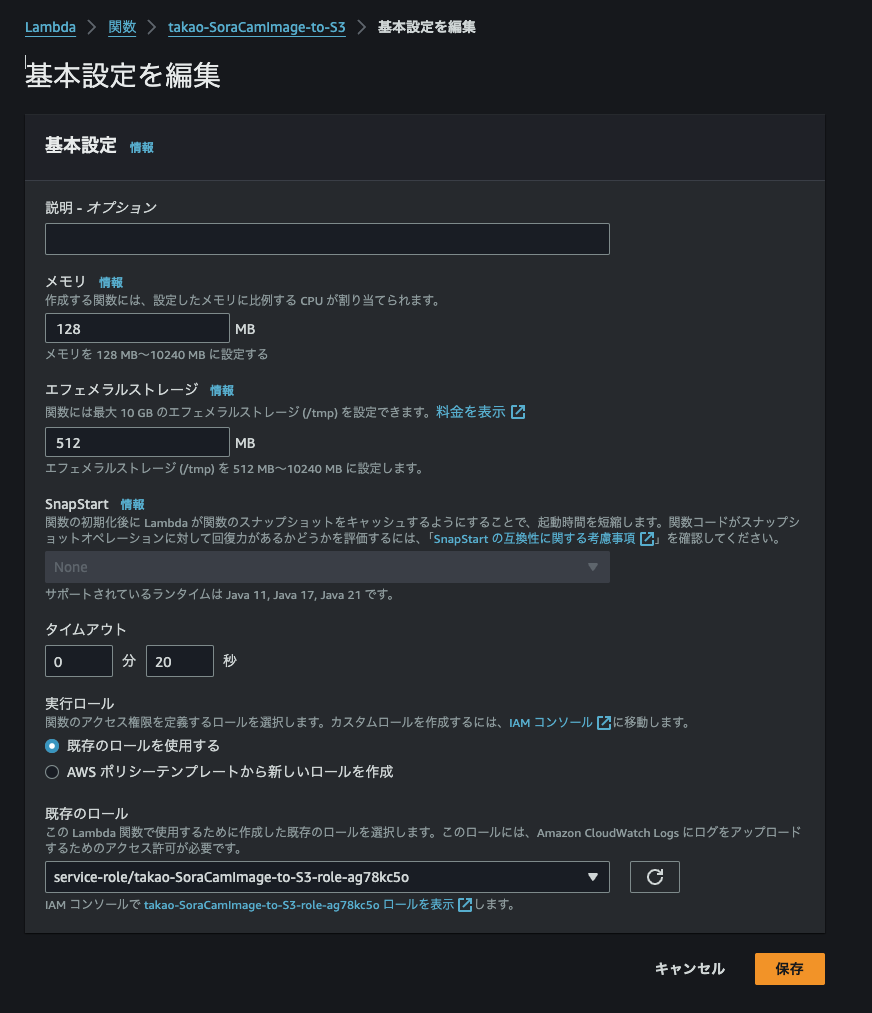 Lambda > 関数 > takao-SoraCamImage-to-S3 > 基本設定を編集
基本設定を編集
基本設定 情報
説明 - オプション
メモリ 情報
作成する関数には、設定したメモリに比例する CPU が割り当てられます。
128 MB
メモリを 128 MB〜10240 MB に設定する
エフェメラルストレージ 情報
関数には最大 10 GB のエフェメラルストレージ (/tmp) を設定できます。料金を表示
512 MB
エフェメラルストレージ (/tmp) を 512 MB〜10240 MB に設定します。
SnapStart 情報
関数の初期化後に Lambda が関数のスナップショットをキャッシュするようにすることで、起動時間を短縮します。関数コードがスナップ
ショットオペレーションに対して回復力があるかどうかを評価するには、「SnapStart の互換性に関する考慮事項」を確認してください。
None
サポートされているランタイムは Java 11, Java 17, Java 21 です。
タイムアウト
0 分 20 秒
実行ロール
関数のアクセス権限を定義するロールを選択します。カスタムロールを作成するには、IAM コンソールに移動します。
既存のロールを使用する
AWS ポリシーテンプレートから新しいロールを作成
既存のロール
この Lambda 関数で使用するために作成した既存のロールを選択します。このロールには、Amazon CloudWatch Logs にログをアップロード
するためのアクセス許可が必要です。
service-role/takao-SoraCamImage-to-S3-role-ag78kc5o
IAM コンソールで takao-SoraCamImage-to-S3-role-ag78kc5o ロールを表示します。
キャンセル 保存